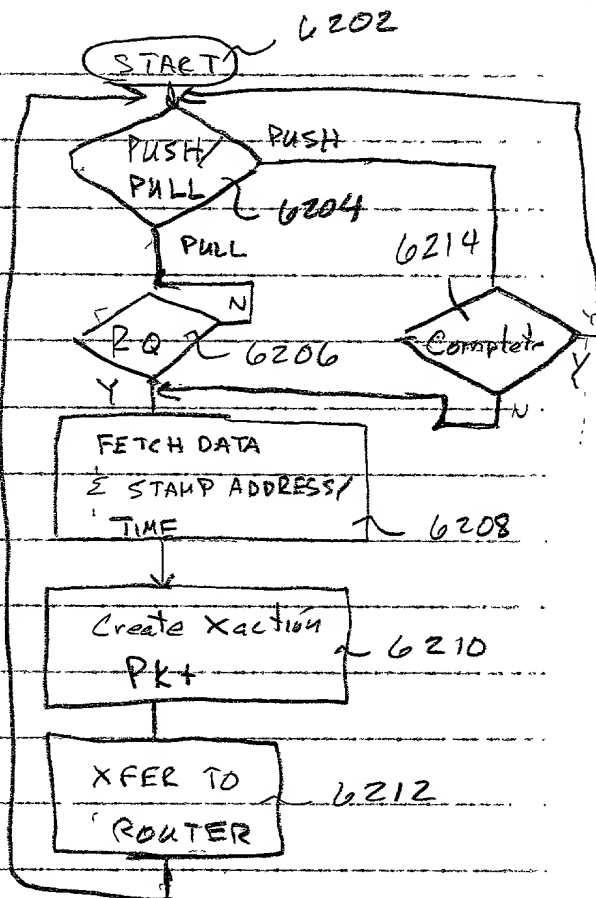 6202
START
PUSH/
PULL
PUSH
6204
PULL
6214
N
RQ
6206
Complete
Y
Y
Y
N
FETCH DATA
& STAMP ADDRESS/
TIME
6208
Create Xaction
PKt
6210
XFER TO
ROUTER
6212